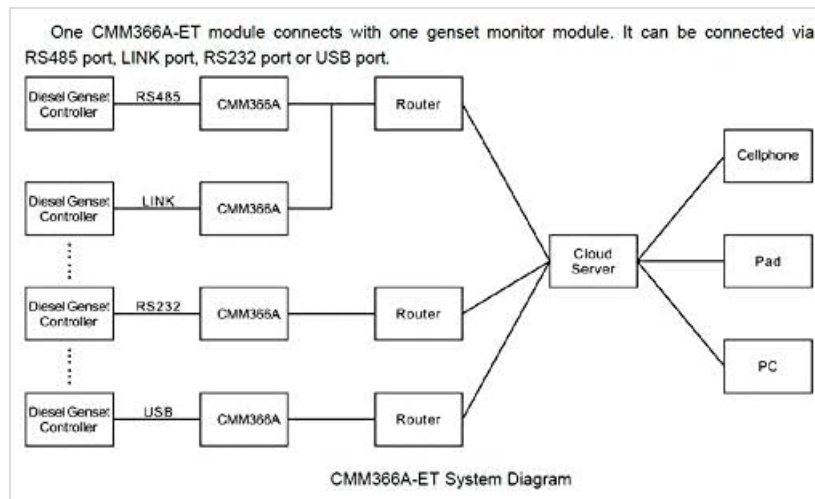 One CMM366A-ET module connects with one genset monitor module. It can be connected via
RS485 port, LINK port, RS232 port or USB port.
Diesel Genset
Controller
RS485
CMM366A
Router
Cellphone
Diesel Genset
Controller
LINK
CMM366A
Cloud
Server
Pad
Diesel Genset
Controller
RS232
CMM366A
Router
PC
Diesel Genset
Controller
USB
CMM366A
Router
CMM366A-ET System Diagram